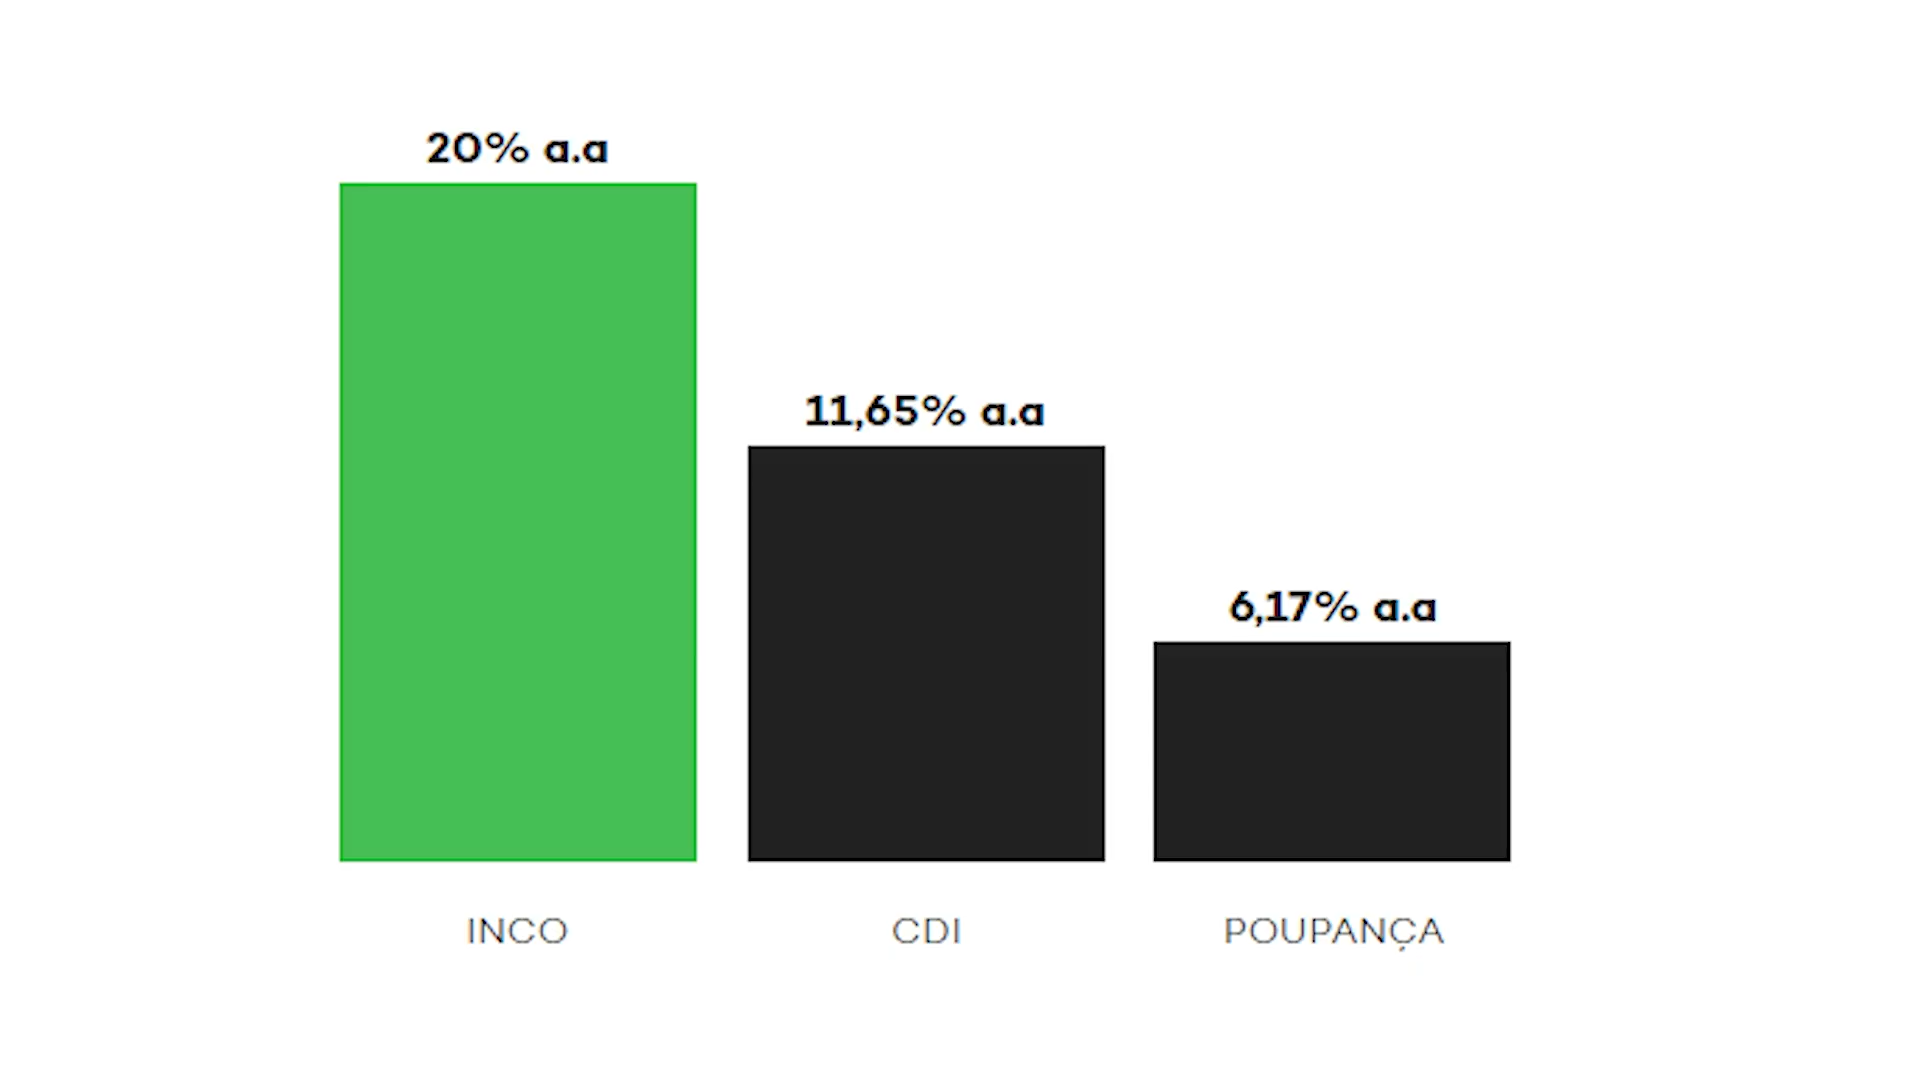 20% a.a
11,65% a.a
6,17% a.a
INCO
CDI
POUPANÇA